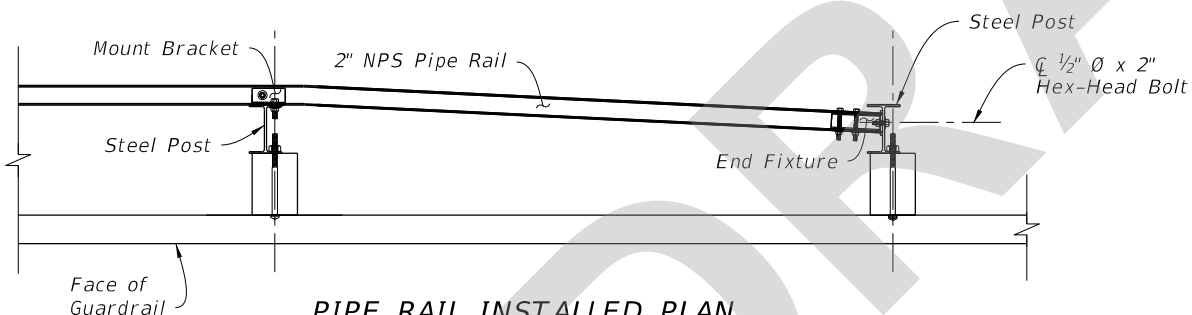 Steel Post
Mount Bracket
2" NPS Pipe Rail
℄ ½" Ø x 2"
Hex-Head Bolt
Steel Post
End Fixture
Face of
Guardrail
PIPE RAIL INSTALLED PLAN